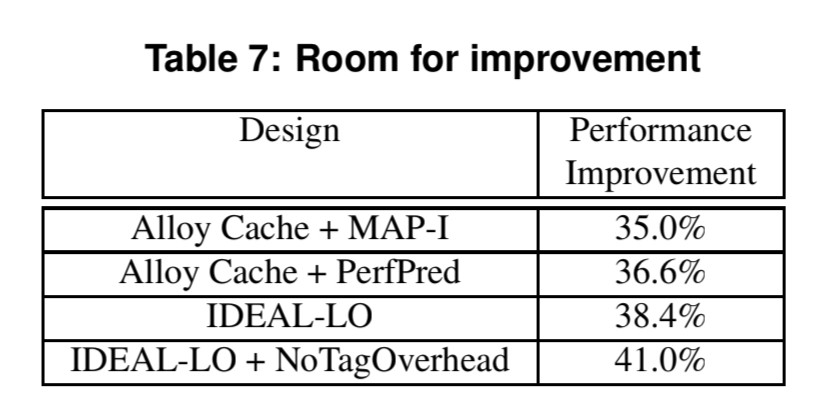 Table 7: Room for improvement
Design Performance
Improvement
Alloy Cache + MAP-I 35.0%
Alloy Cache + PerfPred 36.6%
IDEAL-LO 38.4%
IDEAL-LO + NoTagOverhead 41.0%